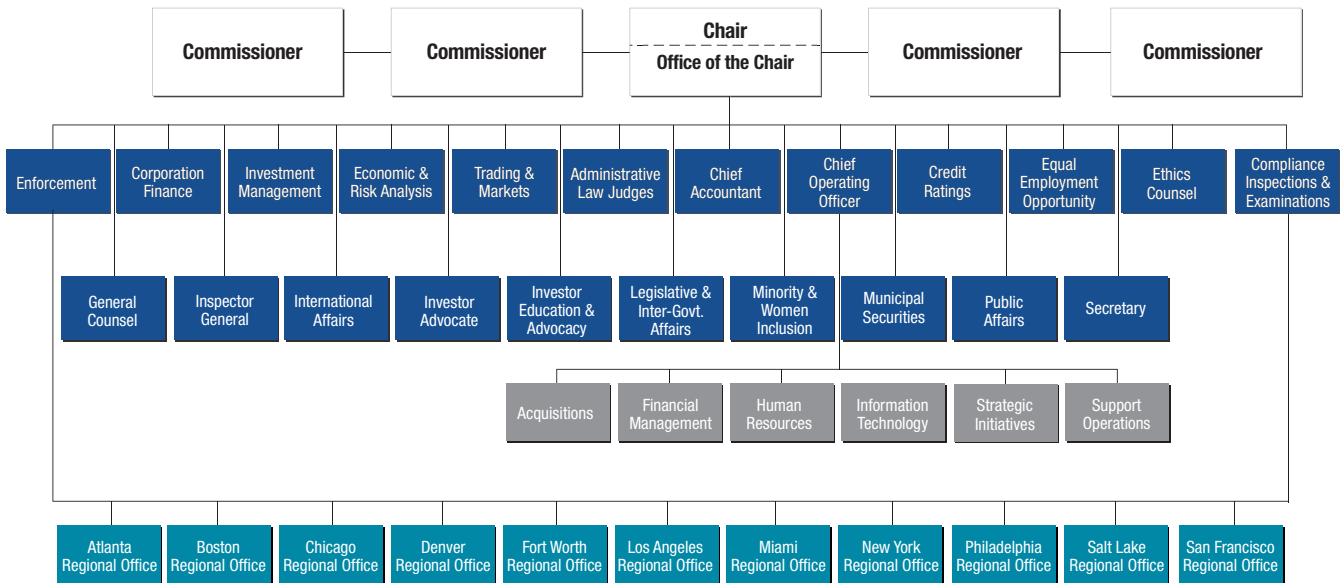 Commissioner
Commissioner
Chair
Office of the Chair
Commissioner
Commissioner
Enforcement
Corporation
Finance
Investment
Management
Economic &
Risk Analysis
Trading &
Markets
Administrative
Law Judges
Chief
Accountant
Chief
Operating
Officer
Credit
Ratings
Equal
Employment
Opportunity
Ethics
Counsel
Compliance
Inspections &
Examinations
General
Counsel
Inspector
General
International
Affairs
Investor
Advocate
Investor
Education &
Advocacy
Legislative &
Inter-Govt.
Affairs
Minority &
Women
Inclusion
Municipal
Securities
Public
Affairs
Secretary
Acquisitions
Financial
Management
Human
Resources
Information
Technology
Strategic
Initiatives
Support
Operations
Atlanta
Regional Office
Boston
Regional Office
Chicago
Regional Office
Denver
Regional Office
Fort Worth
Regional Office
Los Angeles
Regional Office
Miami
Regional Office
New York
Regional Office
Philadelphia
Regional Office
Salt Lake
Regional Office
San Francisco
Regional Office